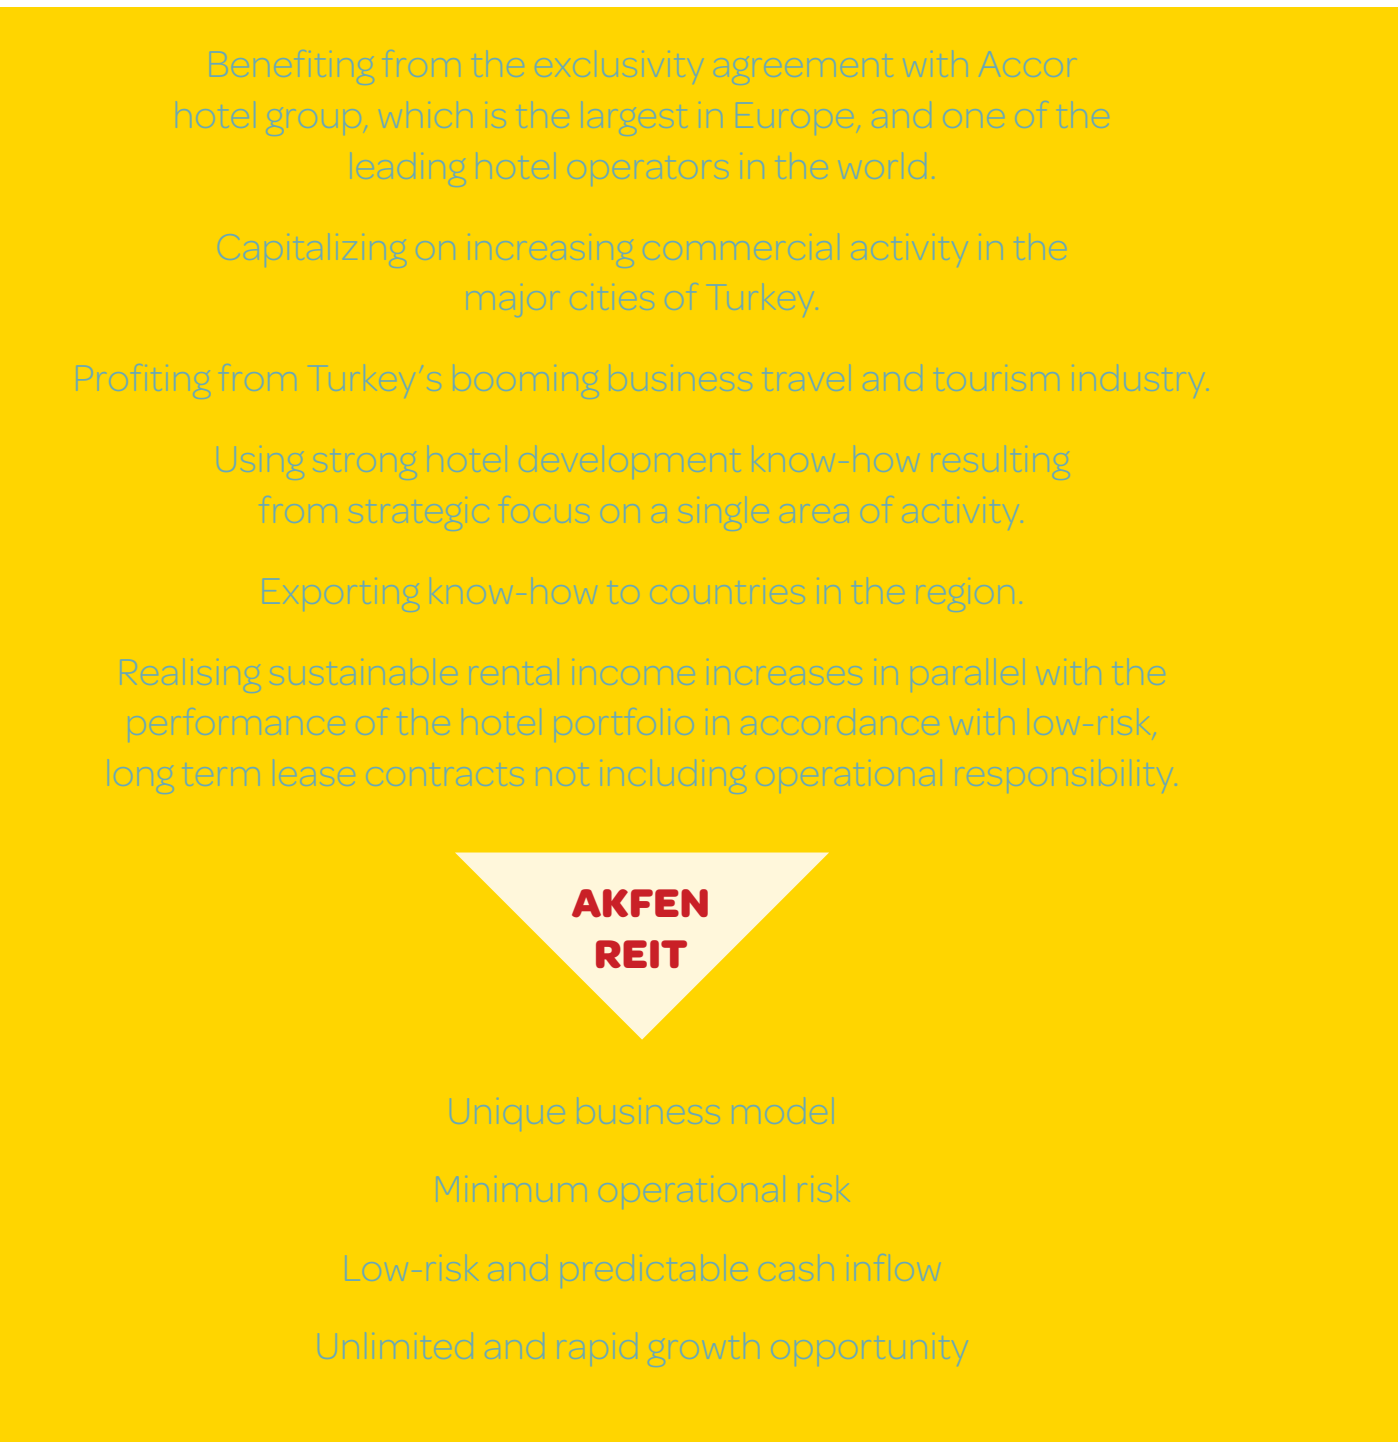 Benefiting from the exclusivity agreement with Accor
hotel group, which is the largest in Europe, and one of the
leading hotel operators in the world.
Capitalizing on increasing commercial activity in the
major cities of Turkey.
Profiting from Turkey’s booming business travel and tourism industry.
Using strong hotel development know-how resulting
from strategic focus on a single area of activity.
Exporting know-how to countries in the region.
Realising sustainable rental income increases in parallel with the
performance of the hotel portfolio in accordance with low-risk,
long term lease contracts not including operational responsibility.
AKFEN
REIT
Unique business model
Minimum operational risk
Low-risk and predictable cash inflow
Unlimited and rapid growth opportunity